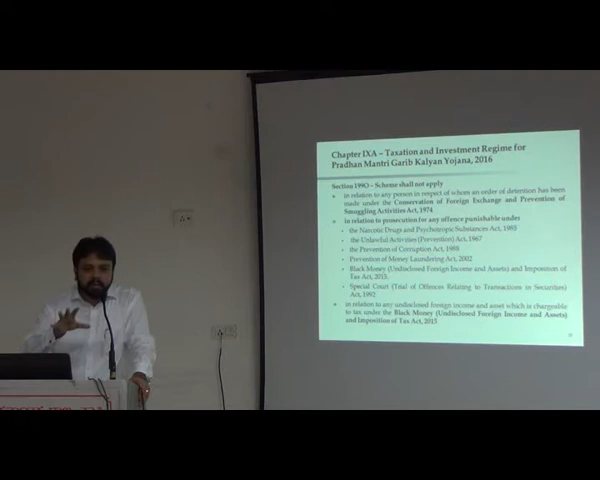 Chapter IXA – Taxation and Investment Regime for
Pradhan Mantri Garib Kalyan Yojana, 2016
Section 199O – Scheme shall not apply
in relation to any person in respect of whom an order of detention has been
made under the Conservation of Foreign Exchange and Prevention of
Smuggling Activities Act, 1974
in relation to prosecution for any offence punishable under
the Narcotic Drugs and Psychotropic Substances Act, 1985
the Unlawful Activities (Prevention) Act, 1967
the Prevention of Corruption Act, 1988
Prevention of Money Laundering Act, 2002
Black Money (Undisclosed Foreign Income and Assets) and Imposition of
Tax Act, 2015
Special Court (Trial of Offences Relating to Transactions in Securities)
Act, 1992
in relation to any undisclosed foreign income and asset which is chargeable
to tax under the Black Money (Undisclosed Foreign Income and Assets)
and Imposition of Tax Act, 2015